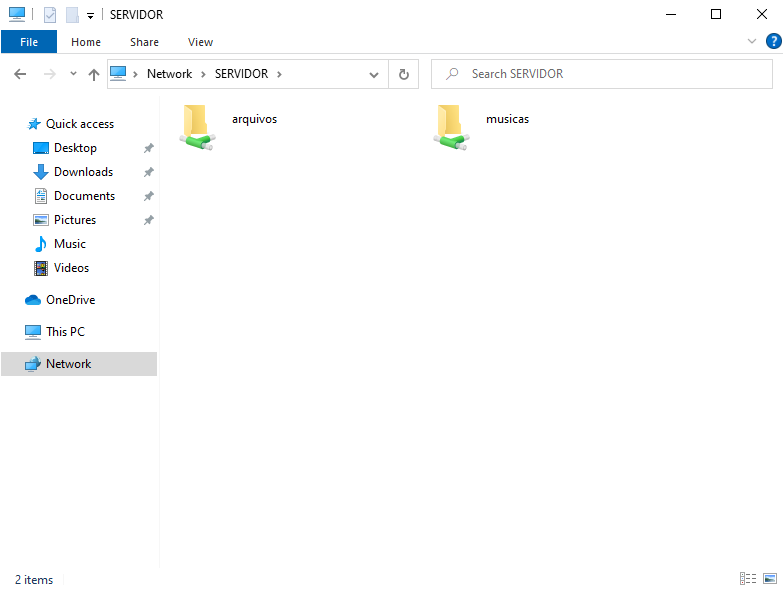 SERVIDOR
File Home Share View
Network SERVIDOR Search SERVIDOR
Quick access
Desktop
Downloads
Documents
Pictures
Music
Videos
OneDrive
This PC
Network
arquivos musicas
2 items